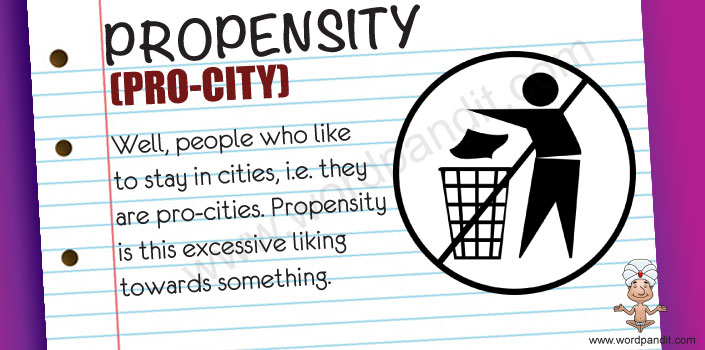 PROPENSITY
(PRO-CITY)
Well, people who like
to stay in cities, i.e. they
are pro-cities. Propensity
is this excessive liking
towards something.
www.wordpandit.com
www.wordpandit.com